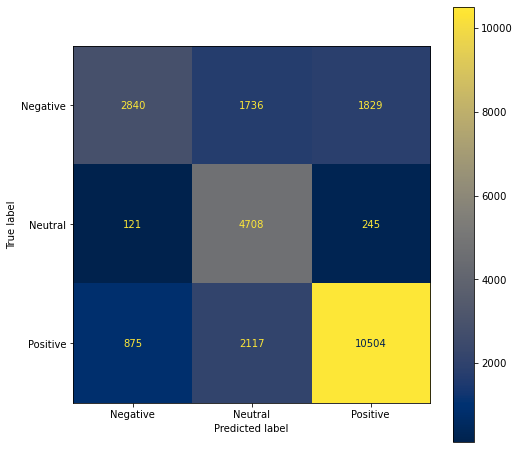 10000
Negative 2840 1736 1829
8000
6000
True label
Neutral 121 4708 245
4000
Positive 875 2117 10504
2000
Negative Neutral Positive
Predicted label